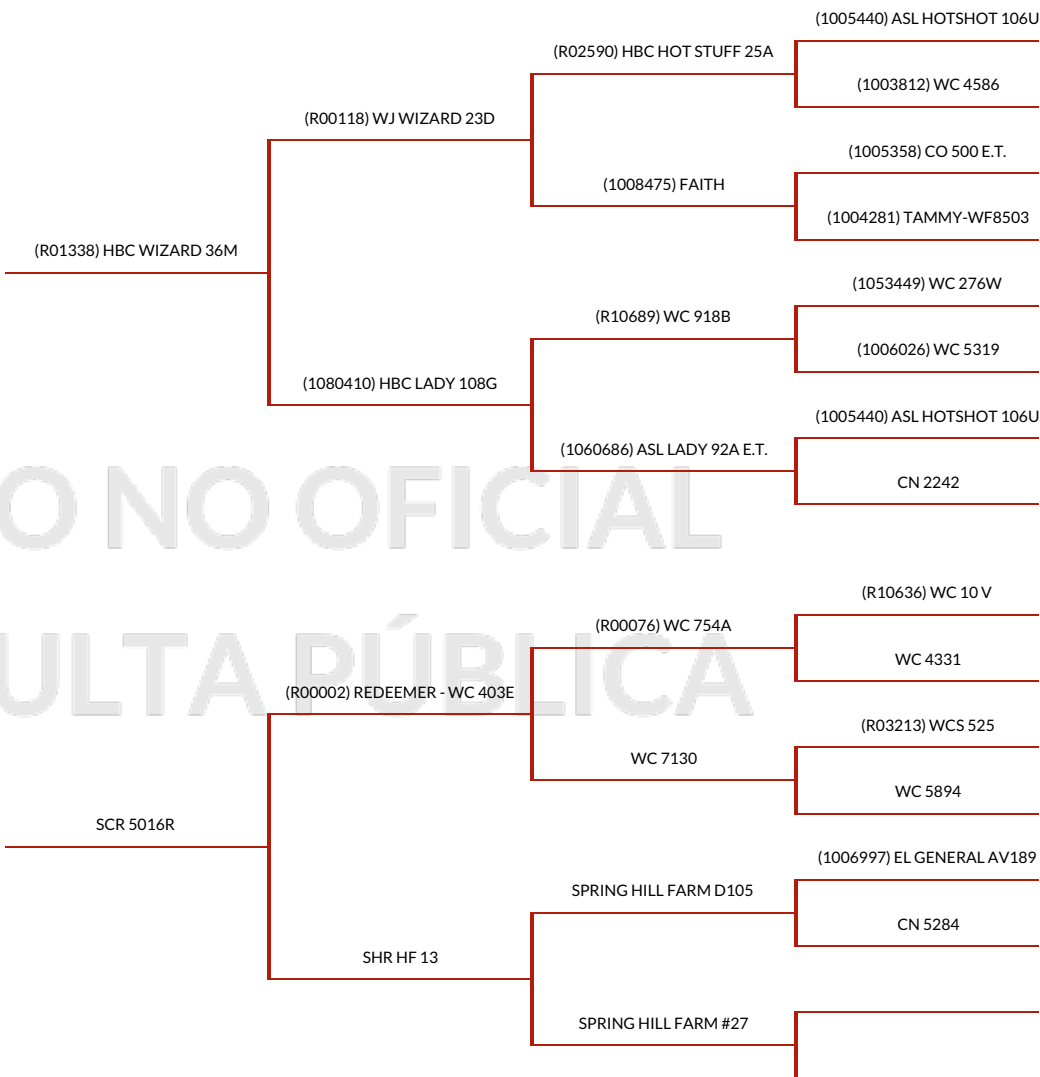 (1005440) ASL HOTSHOT 106U
(R02590) HBC HOT STUFF 25A
(1003812) WC 4586
(R00118) WJ WIZARD 23D
(1005358) CO 500 E.T.
(1008475) FAITH
(1004281) TAMMY-WF8503
(R01338) HBC WIZARD 36M
(1053449) WC 276W
(R10689) WC 918B
(1006026) WC 5319
(1080410) HBC LADY 108G
(1005440) ASL HOTSHOT 106U
(1060686) ASL LADY 92A E.T.
CN 2242
O NO OFICIAL
(R10636) WC 10 V
(R00076) WC 754A
WC 4331
ULTA PÚBLICA
(R00002) REDEEMER - WC 403E
(R03213) WCS 525
WC 7130
WC 5894
SCR 5016R
(1006997) EL GENERAL AV189
SPRING HILL FARM D105
CN 5284
SHR HF 13
SPRING HILL FARM #27